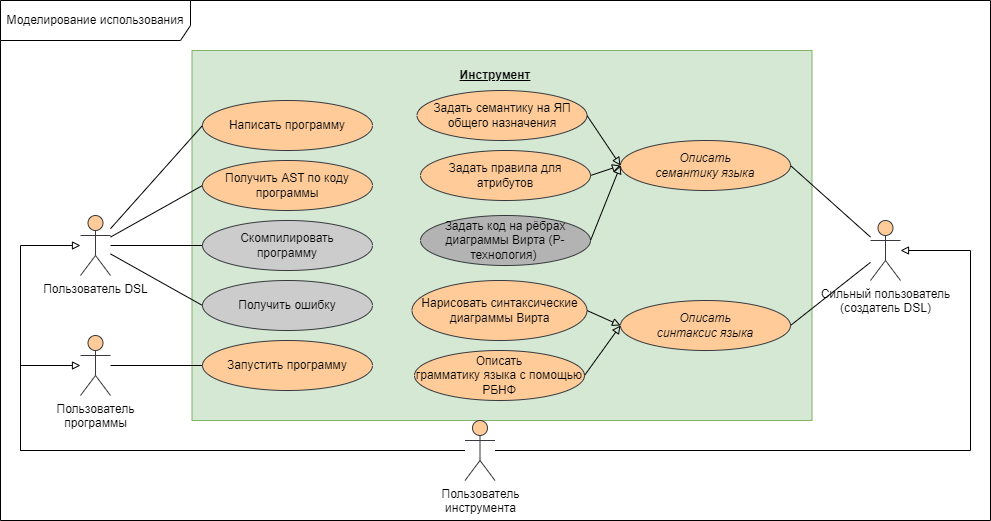 Моделирование использования
Инструмент
Написать программу
Получить AST по коду
программы
Скомпилировать
программу
Получить ошибку
Запустить программу
Задать семантику на ЯП
общего назначения
Задать правила для
атрибутов
Задать код на рёбрах
диаграммы Вирта (Р-
технология)
Нарисовать синтаксические
диаграммы Вирта
Описать
грамматику языка с помощью
РБНФ
Описать
семантику языка
Описать
синтаксис языка
Пользователь DSL
Пользователь
программы
Сильный пользователь
(создатель DSL)
Пользователь
инструмента